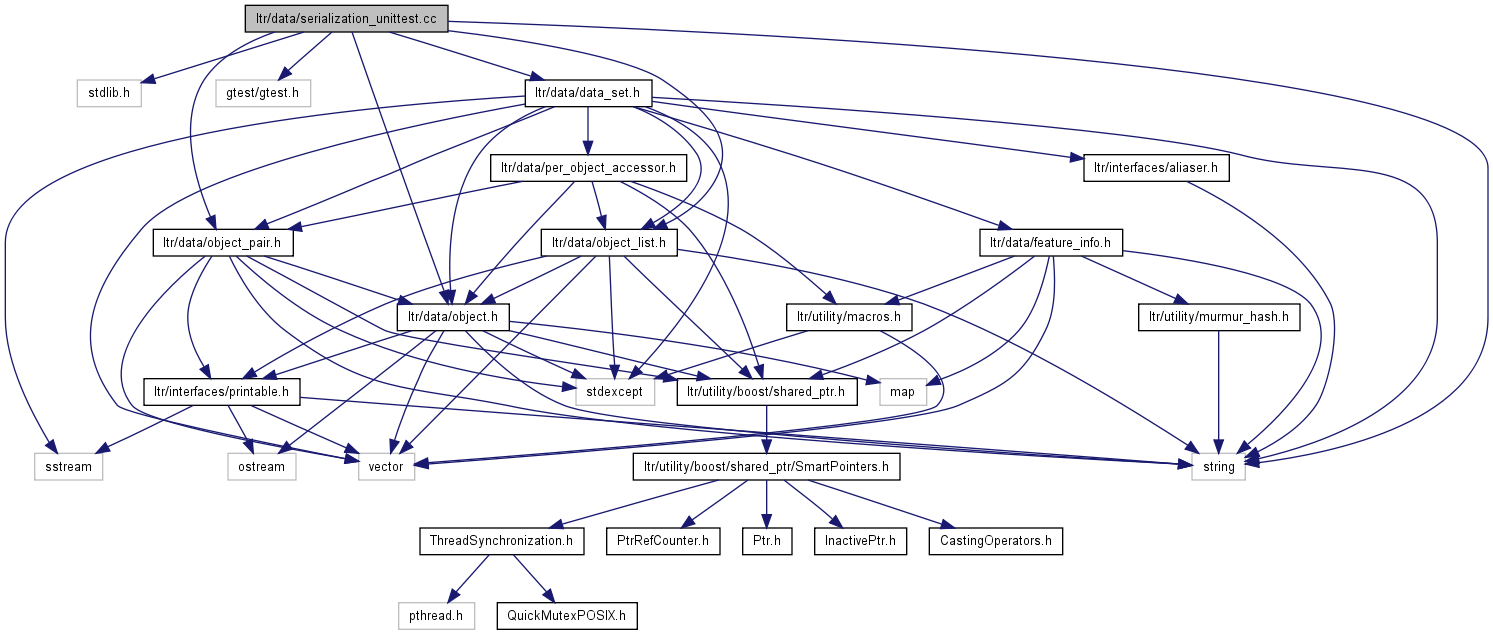 ltr/data/serialization_unittest.cc
stdlib.h
gtest/gtest.h
ltr/data/data_set.h
ltr/data/per_object_accessor.h
ltr/interfaces/aliaser.h
ltr/data/object_pair.h
ltr/data/object_list.h
ltr/data/feature_info.h
ltr/data/object.h
ltr/utility/macros.h
ltr/utility/murmur_hash.h
ltr/interfaces/printable.h
stdexcept
ltr/utility/boost/shared_ptr.h
map
sstream
ostream
vector
ltr/utility/boost/shared_ptr/SmartPointers.h
string
ThreadSynchronization.h
PtrRefCounter.h
Ptr.h
InactivePtr.h
CastingOperators.h
pthread.h
QuickMutexPOSIX.h